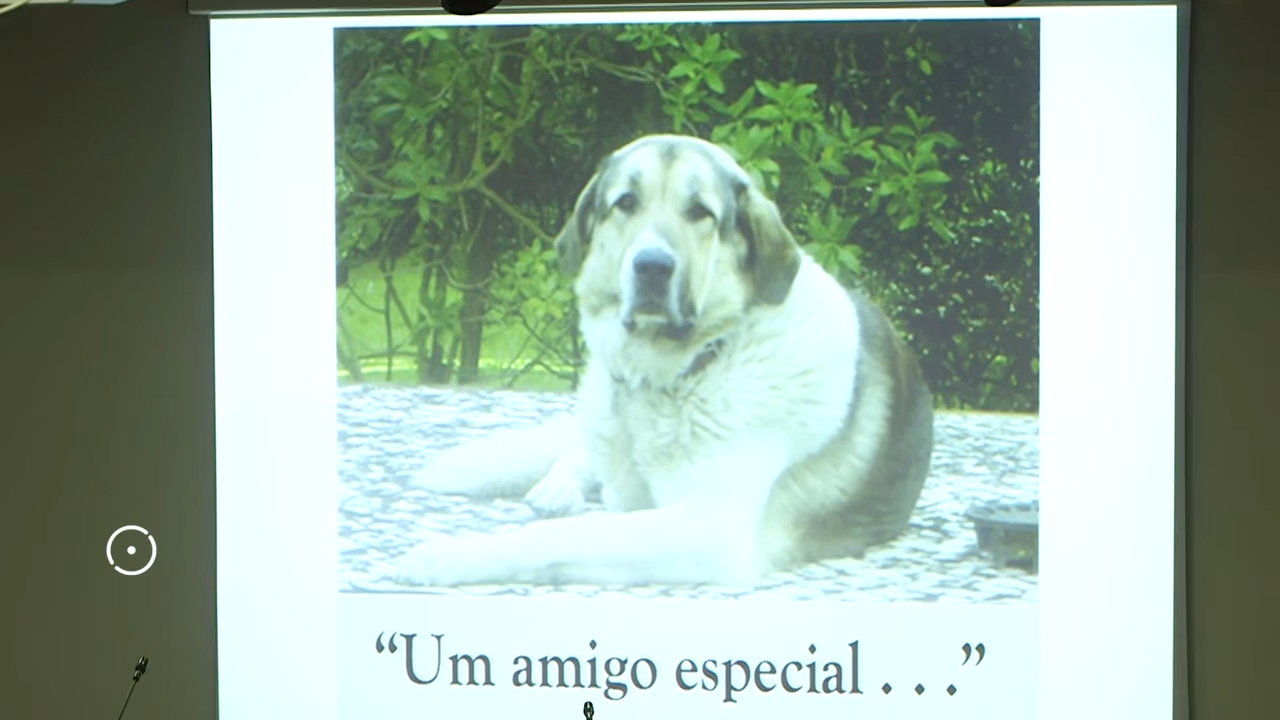 “Um amigo especial . . .”